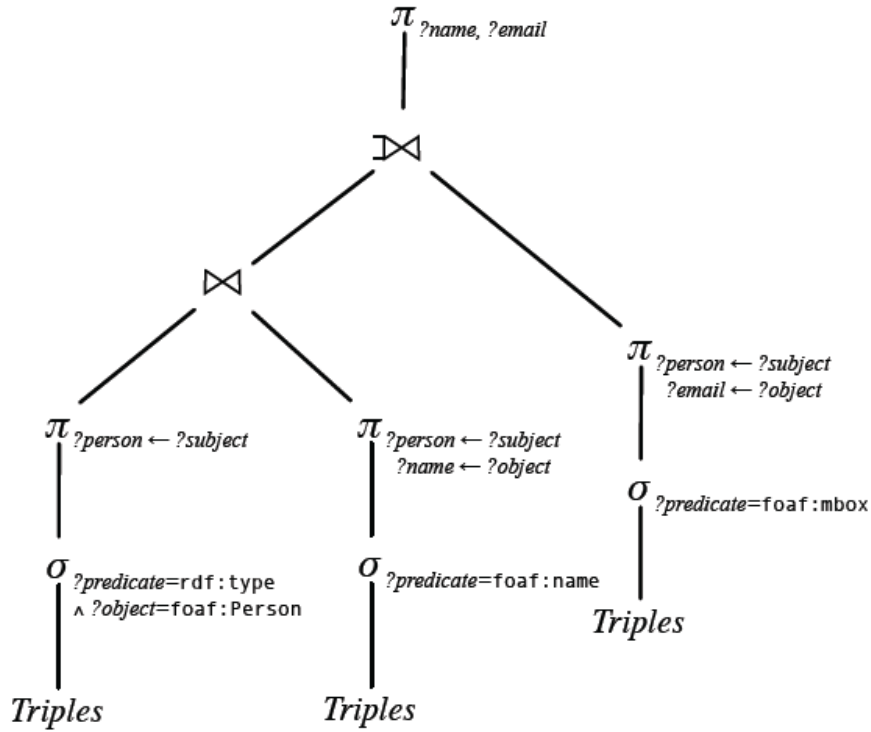 π ?name, ?email
⟕
⋈
π ?person ← ?subject
?email ← ?object
π ?person ← ?subject
π ?person ← ?subject
?name ← ?object
σ ?predicate=foaf:mbox
σ ?predicate=rdf:type
∧ ?object=foaf:Person
σ ?predicate=foaf:name
Triples
Triples
Triples